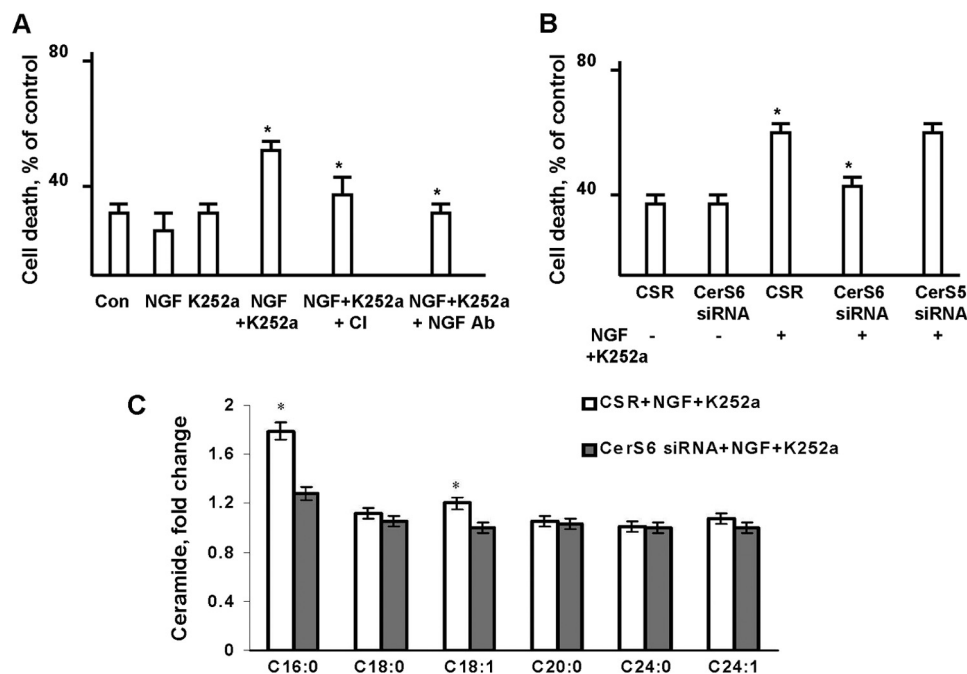 A
Cell death, % of control
80
40
*
*
*
Con NGF K252a NGF NGF+K252a NGF+K252a
+K252a + CI + NGF Ab
B
Cell death, % of control
80
40
*
*
CSR CerS6 CSR CerS6 CerS5
siRNA siRNA siRNA
NGF - - + + +
+K252a
C
Ceramide, fold change
2
1.6
1.2
0.8
0.4
0
*
*
CSR+NGF+K252a
CerS6 siRNA+NGF+K252a
C16:0 C18:0 C18:1 C20:0 C24:0 C24:1